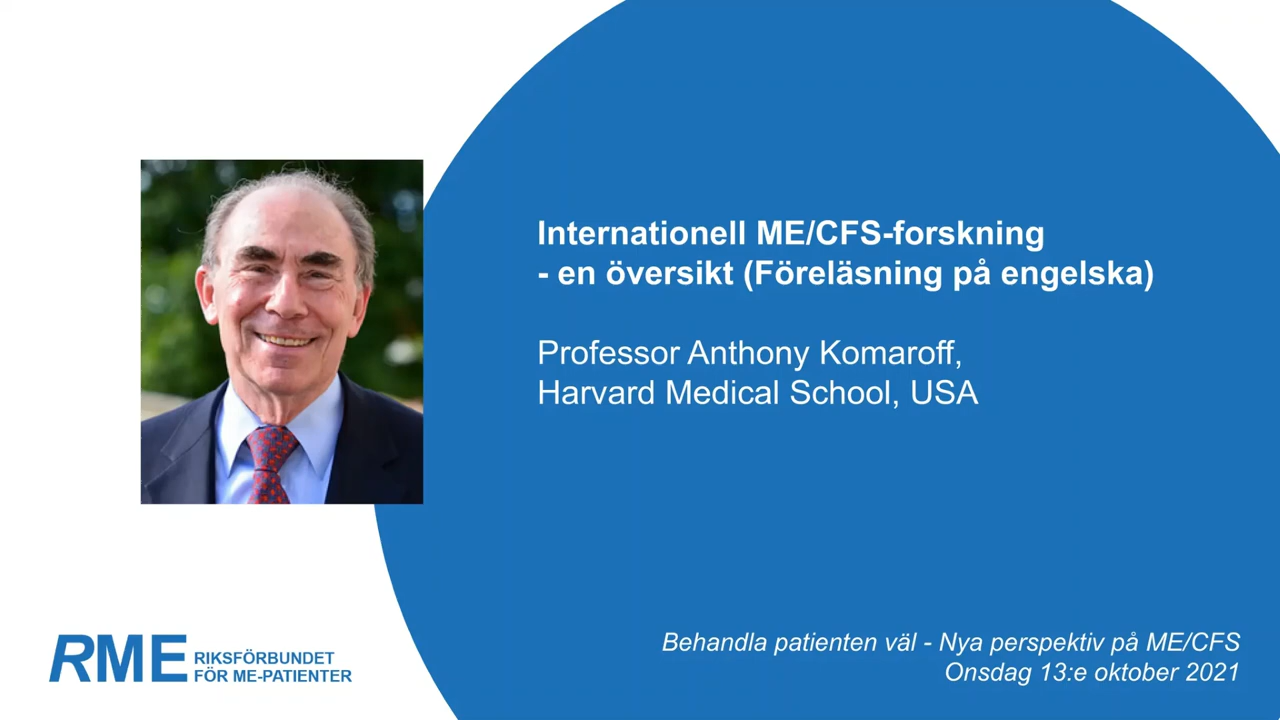 Internationell ME/CFS-forskning
- en översikt (Föreläsning på engelska)
Professor Anthony Komaroff,
Harvard Medical School, USA
RME RIKSFÖRBUNDET
FÖR ME-PATIENTER
Behandla patienten väl - Nya perspektiv på ME/CFS
Onsdag 13:e oktober 2021